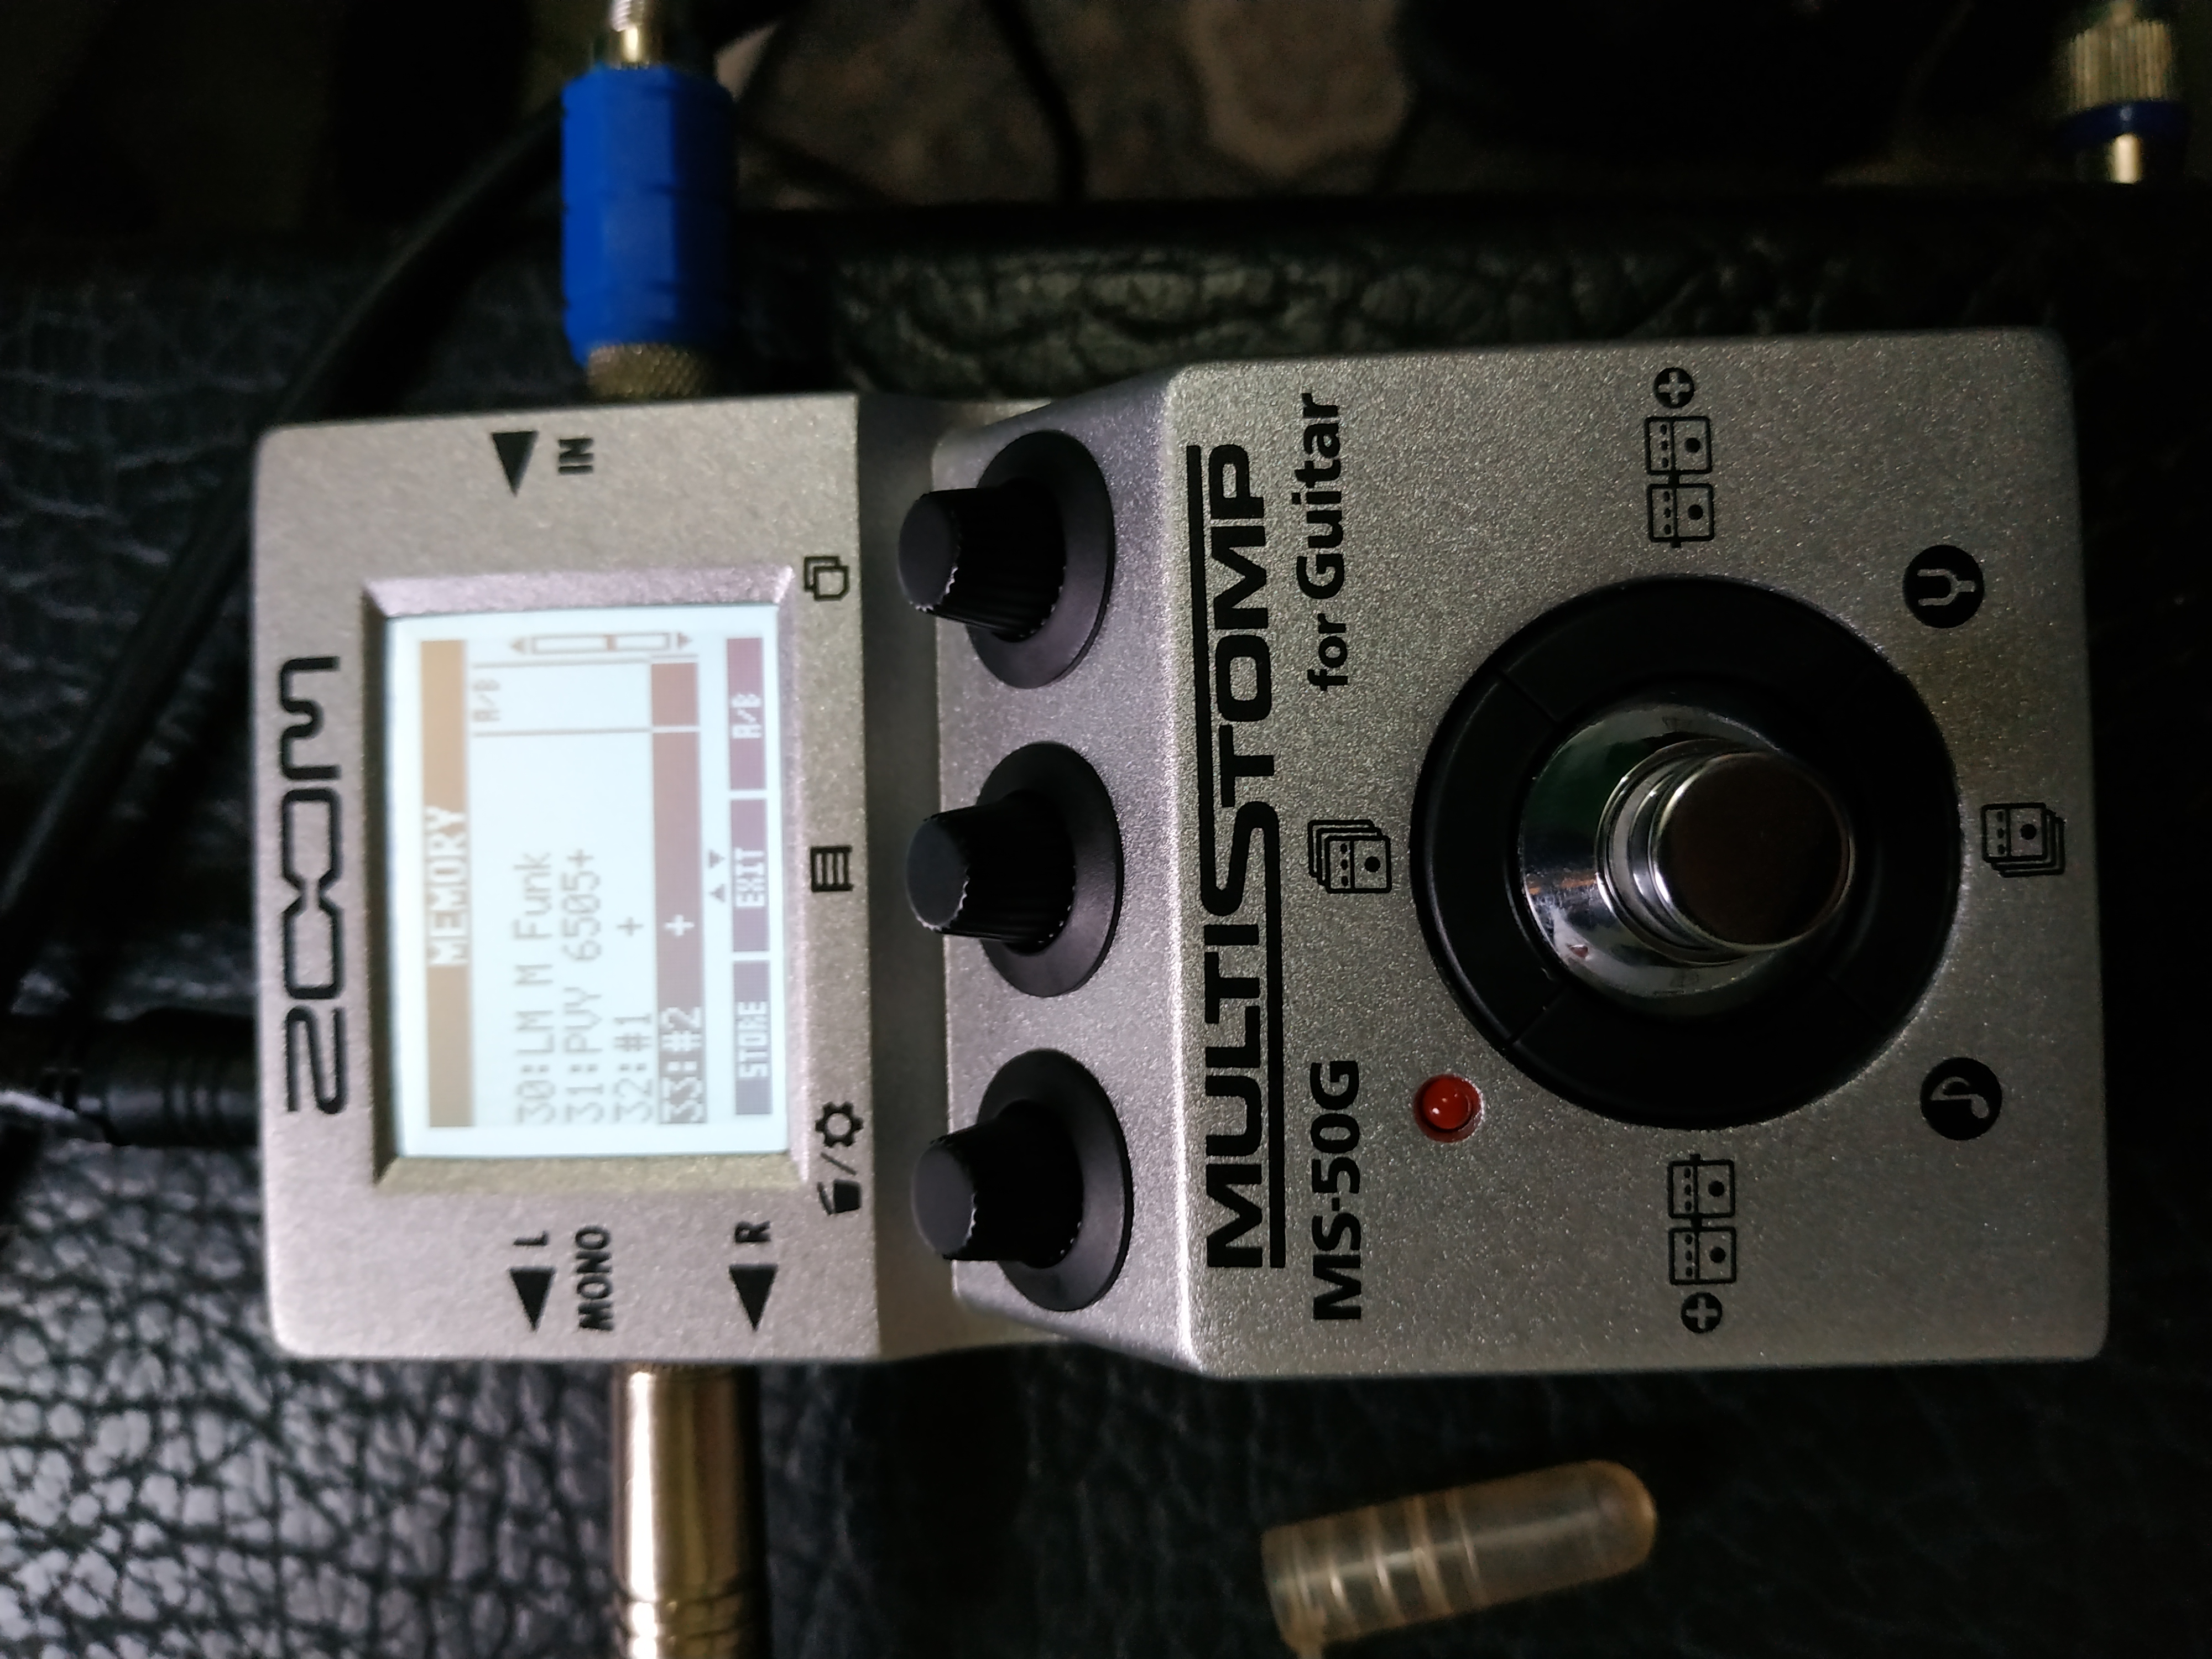 ZOOM
MEMORY
A/B
30:LM M Funk
31:PVY 6505+
32:#1 +
33:#2 +
STORE EXIT A/B
L
MONO
R
IN
MULTISTOMP
MS-50G for Guitar